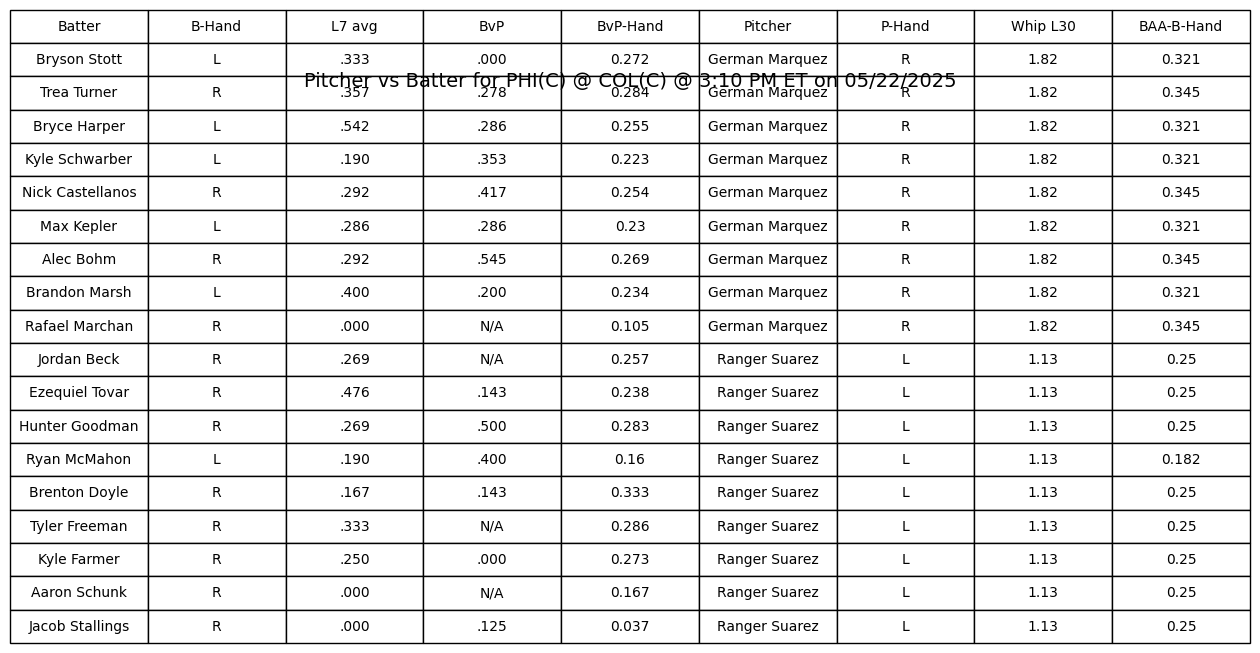 Batter B-Hand L7 avg BvP BvP-Hand Pitcher P-Hand Whip L30 BAA-B-Hand
Bryson Stott L .333 .000 0.272 German Marquez R 1.82 0.321
Pitcher vs Batter for PHI(C) @ COL(C) @ 3:10 PM ET on 05/22/2025
Trea Turner R .357 .278 0.284 German Marquez R 1.82 0.345
Bryce Harper L .542 .286 0.255 German Marquez R 1.82 0.321
Kyle Schwarber L .190 .353 0.223 German Marquez R 1.82 0.321
Nick Castellanos R .292 .417 0.254 German Marquez R 1.82 0.345
Max Kepler L .286 .286 0.23 German Marquez R 1.82 0.321
Alec Bohm R .292 .545 0.269 German Marquez R 1.82 0.345
Brandon Marsh L .400 .200 0.234 German Marquez R 1.82 0.321
Rafael Marchan R .000 N/A 0.105 German Marquez R 1.82 0.345
Jordan Beck R .269 N/A 0.257 Ranger Suarez L 1.13 0.25
Ezequiel Tovar R .476 .143 0.238 Ranger Suarez L 1.13 0.25
Hunter Goodman R .269 .500 0.283 Ranger Suarez L 1.13 0.25
Ryan McMahon L .190 .400 0.16 Ranger Suarez L 1.13 0.182
Brenton Doyle R .167 .143 0.333 Ranger Suarez L 1.13 0.25
Tyler Freeman R .333 N/A 0.286 Ranger Suarez L 1.13 0.25
Kyle Farmer R .250 .000 0.273 Ranger Suarez L 1.13 0.25
Aaron Schunk R .000 N/A 0.167 Ranger Suarez L 1.13 0.25
Jacob Stallings R .000 .125 0.037 Ranger Suarez L 1.13 0.25